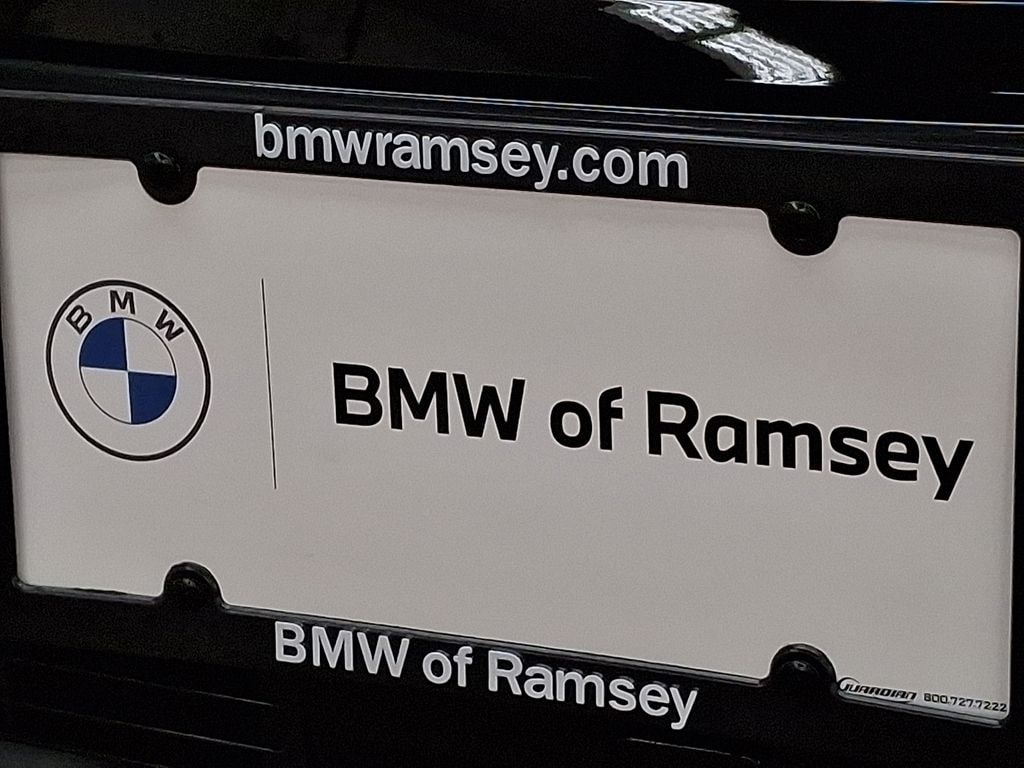 bmwramsey.com
BMW
BMW of Ramsey
BMW of Ramsey
GUARDIAN 800.727.7222